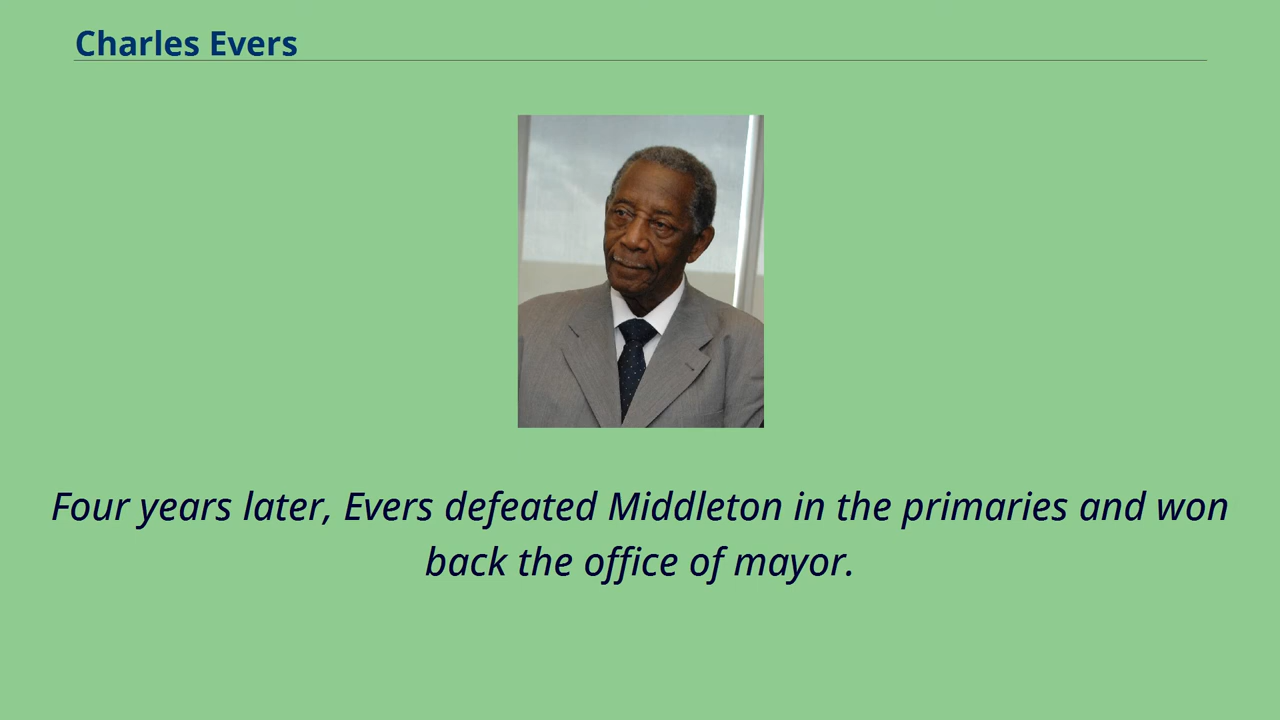 Charles Evers
Four years later, Evers defeated Middleton in the primaries and won
back the office of mayor.